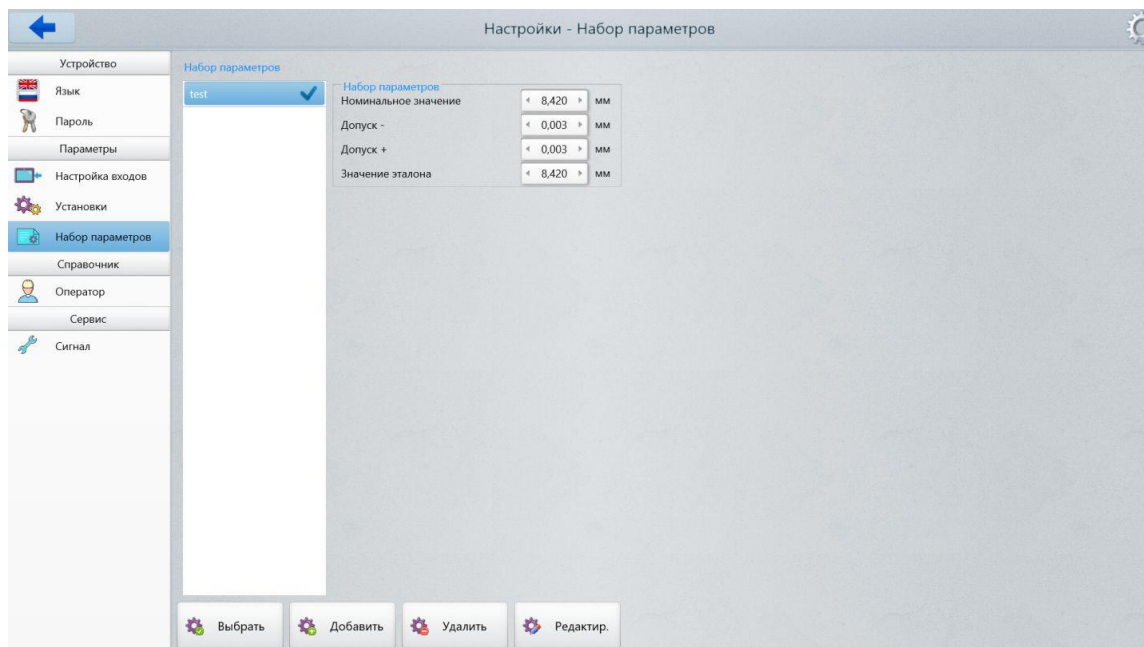 Настройки - Набор параметров
Устройство
Язык
Пароль
Параметры
Настройка входов
Установки
Набор параметров
Справочник
Оператор
Сервис
Сигнал
Набор параметров
test
Набор параметров
Номинальное значение 8,420 мм
Допуск - 0,003 мм
Допуск + 0,003 мм
Значение эталона 8,420 мм
Выбрать Добавить Удалить Редактир.